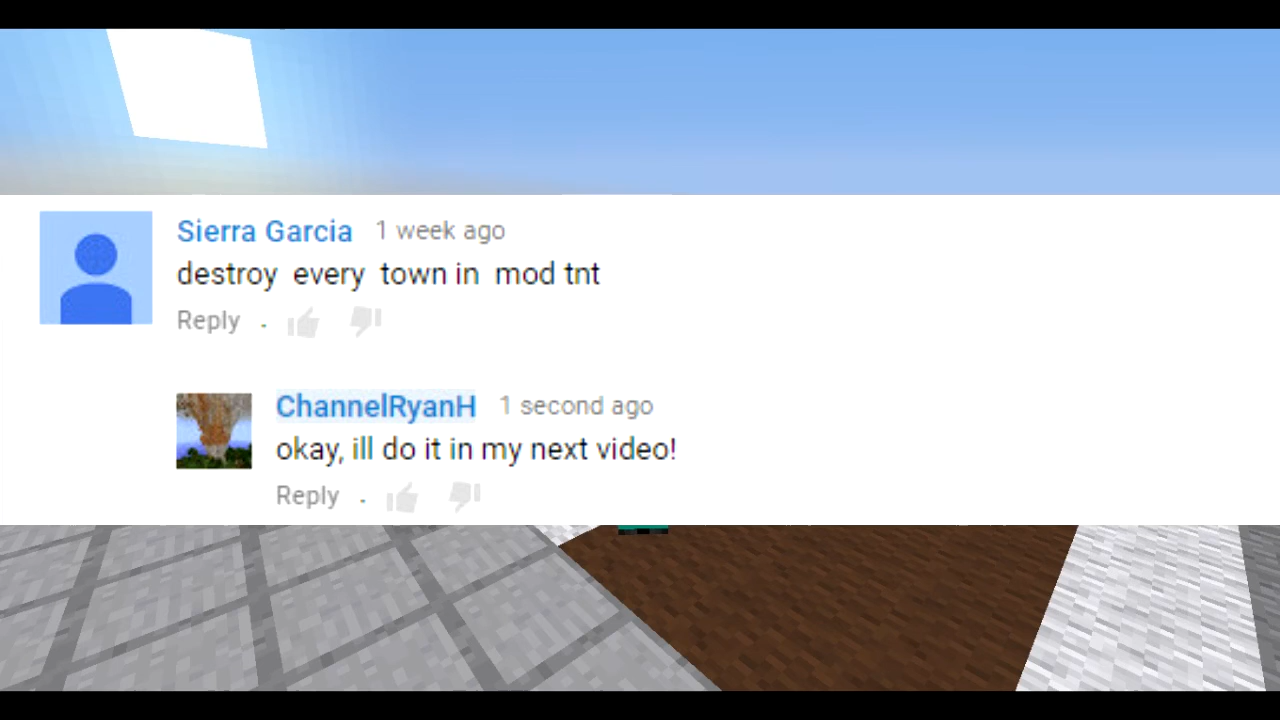 Sierra Garcia 1 week ago
destroy every town in mod tnt
Reply .
ChannelRyanH 1 second ago
okay, ill do it in my next video!
Reply .